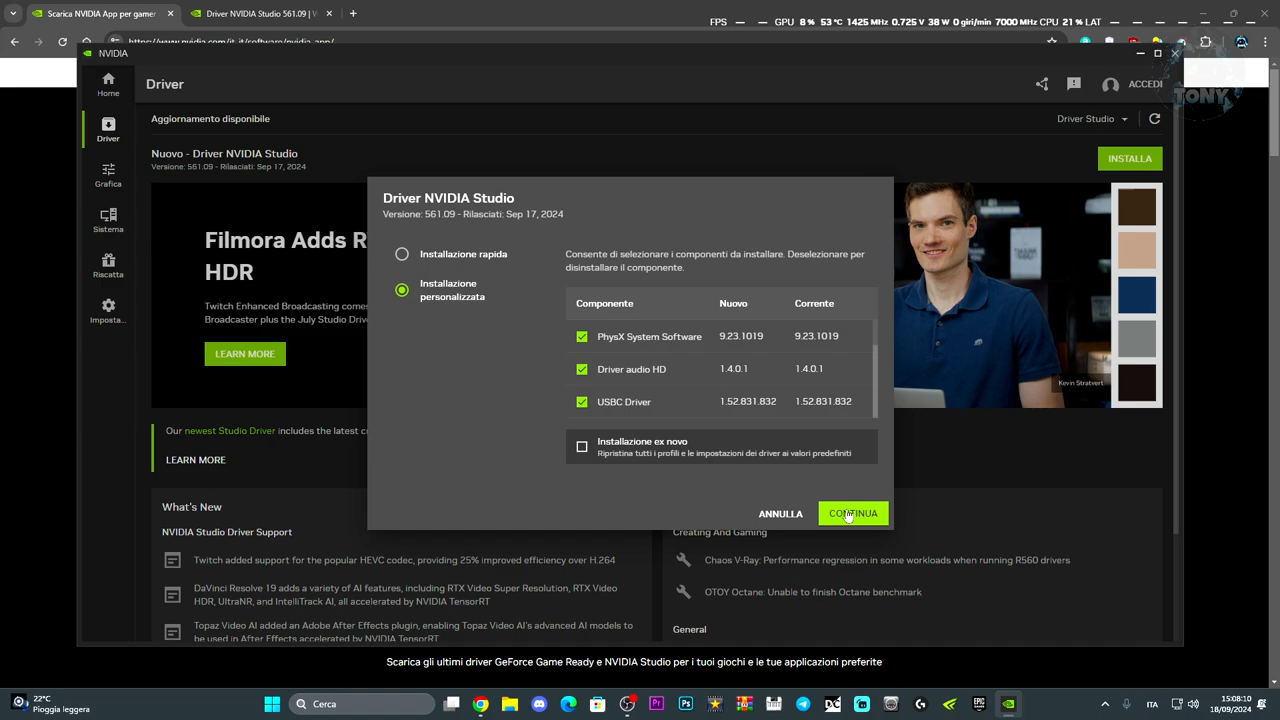 Scarica App per gamer e
NVIDIA Studio 561.09 | W
FPS GPU 8 % 53 °C 1425 MHz 0.725 V 38 W 0 giri/min 7000 MHz CPU 21 % LAT
NVIDIA
Home
Driver
Grafica
Sistema
Riscatta
Imposta...
Driver
ACCEDI
TONY
Aggiornamento disponibile
Driver Studio
Nuovo - Driver NVIDIA Studio
Versione: 561.09 - Rilasciati: Sep 17, 2024
INSTALLA
Filmora Adds R
HDR
Twitch Enhanced Broadcasting comes
Broadcaster plus the July Studio Drive
LEARN MORE
Kevin Stratvert
Driver NVIDIA Studio
Versione: 561.09 - Rilasciati: Sep 17, 2024
Installazione rapida
Installazione
personalizzata
Consente di selezionare i componenti da installare. Deselezionare per
disinstallare il componente.
Componente Nuovo Corrente
PhysX System Software 9.23.1019 9.23.1019
Driver audio HD 1.4.0.1 1.4.0.1
USBC Driver 1.52.831.832 1.52.831.832
Installazione ex novo
Ripristina tutti i profili e le impostazioni dei driver ai valori predefiniti
ANNULLA CONTINUA
Our newest Studio Driver includes the latest
LEARN MORE
What's New
NVIDIA Studio Driver Support
Twitch added support for the popular HEVC codec, providing 25% improved efficiency over H.264
DaVinci Resolve 19 adds a variety of AI features, including RTX Video Super Resolution, RTX Video
HDR, UltraNR, and IntelliTrack AI, all accelerated by NVIDIA TensorRT
Topaz Video AI added an Adobe After Effects plugin, enabling Topaz Video AI's advanced AI models to
be used in After Effects accelerated by NVIDIA TensorRT
Creating And Gaming
Chaos V-Ray: Performance regression in some workloads when running R560 drivers
OTOY Octane: Unable to finish Octane benchmark
General
Scarica gli ultimi GeForce Game Ready o NVIDIA Studio Driver per i videogiochi e le tue applicazioni preferite
22°C
Pioggia leggera
Cerca
ITA
15:08:10
18/09/2024